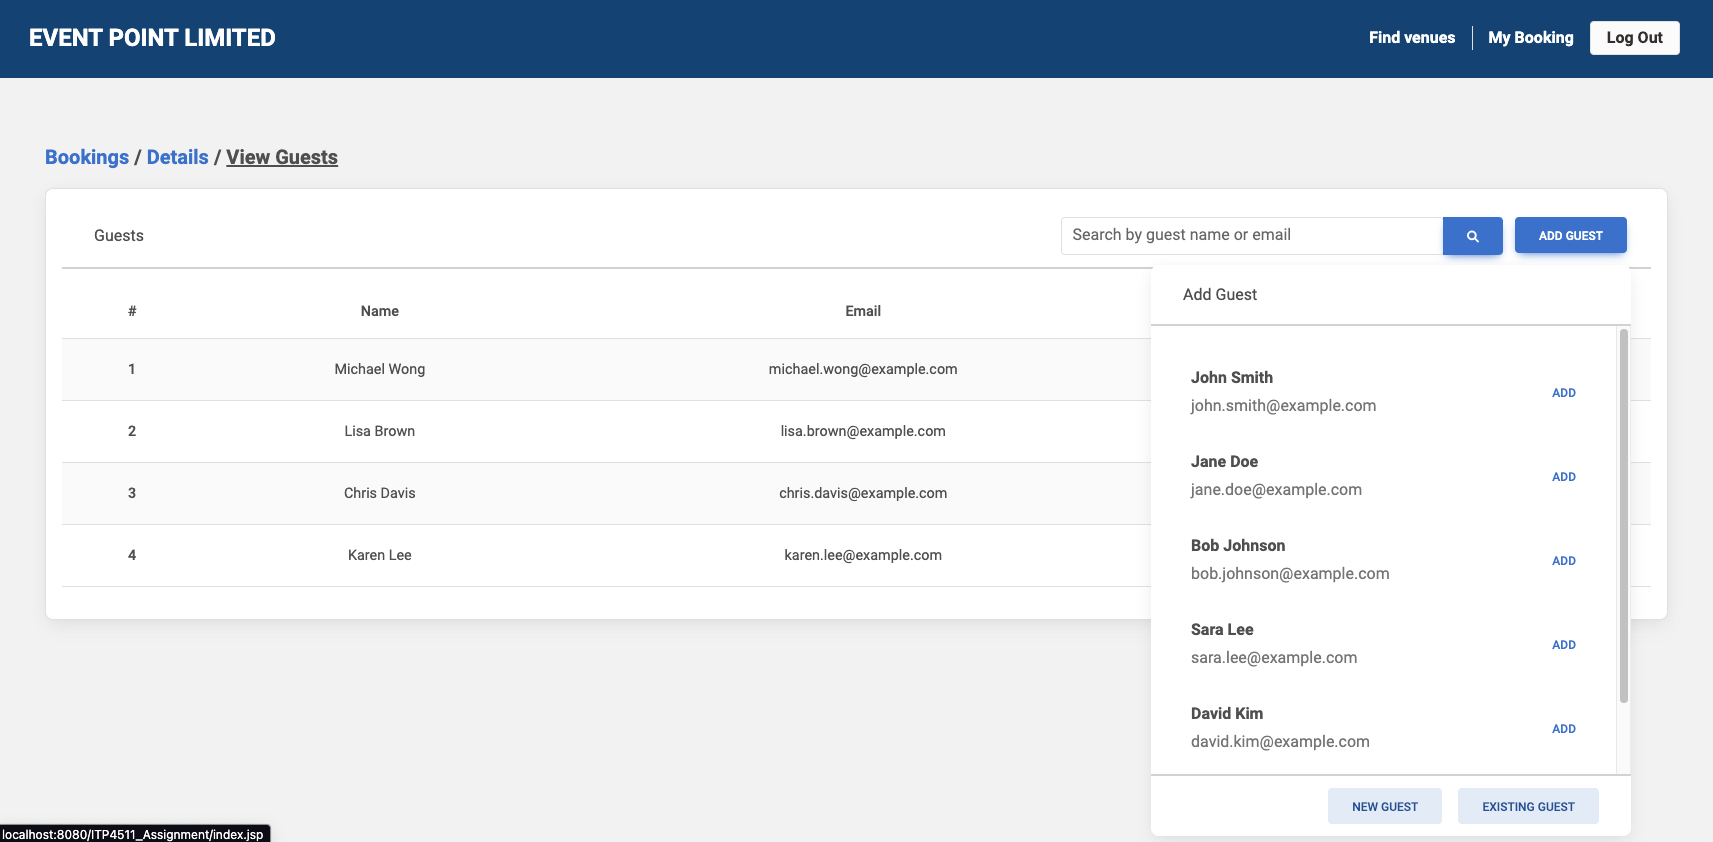 EVENT POINT LIMITED
Find venues
My Booking
Log Out
Bookings / Details / View Guests
Guests
Search by guest name or email
ADD GUEST
# Name Email
1 Michael Wong michael.wong@example.com
2 Lisa Brown lisa.brown@example.com
3 Chris Davis chris.davis@example.com
4 Karen Lee karen.lee@example.com
Add Guest
John Smith
john.smith@example.com
ADD
Jane Doe
jane.doe@example.com
ADD
Bob Johnson
bob.johnson@example.com
ADD
Sara Lee
sara.lee@example.com
ADD
David Kim
david.kim@example.com
ADD
NEW GUEST
EXISTING GUEST
localhost:8080/ITP4511_Assignment/index.jsp